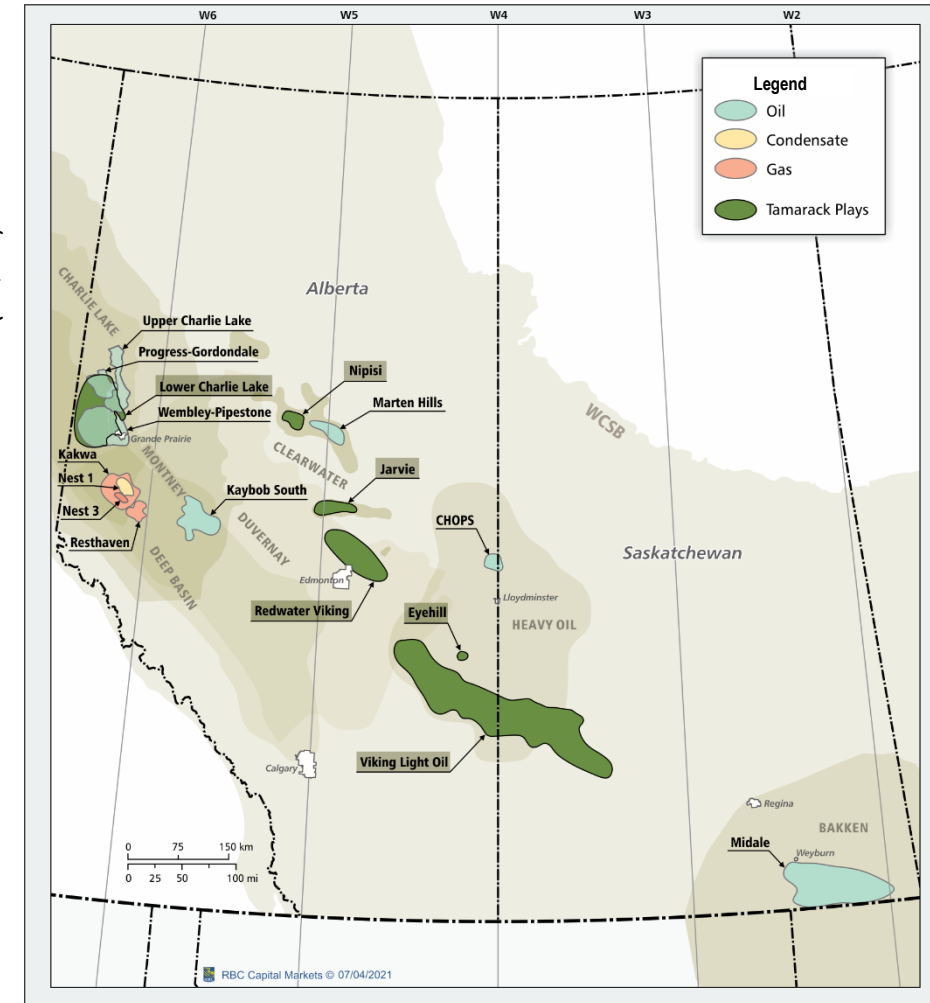 W6
W5
W4
W3
W2
Legend
Oil
Condensate
Gas
Tamarack Plays
Alberta
CHARLIE LAKE
Upper Charlie Lake
Progress-Gordondale
Lower Charlie Lake
Wembley-Pipestone
Grande Prairie
Nipisi
Marten Hills
WCSB
CLEARWATER
Kakwa
MONTNEY
Nest 1
Jarvie
Kaybob South
Nest 3
DUVERNAY
CHOPS
Resthaven
Saskatchewan
DEEP BASIN
Edmonton
Lloydminster
Redwater Viking
Eyehill
HEAVY OIL
Calgary
Viking Light Oil
Regina
BAKKEN
Midale
Weyburn
0 75 150 km
0 25 50 100 mi
RBC Capital Markets © 07/04/2021